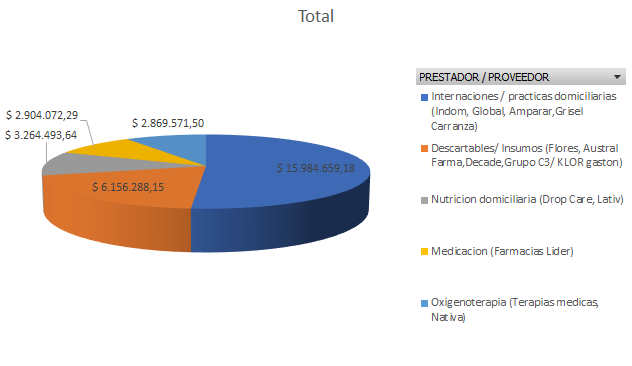 Total
PRESTADOR / PROVEEDOR
$ 2.904.072,29
$ 2.869.571,50
$ 3.264.493,64
$ 15.984.659,18
$ 6.156.288,15
Internaciones / practicas domiciliarias
(Indom, Global, Amparar,Grisel
Carranza)
Descartables/ Insumos (Flores, Austral
Farma,Decade,Grupo C3/ KLOR gaston)
Nutricion domiciliaria (Drop Care, Lativ)
Medicacion (Farmacias Lider)
Oxigenoterapia (Terapias medicas,
Nativa)